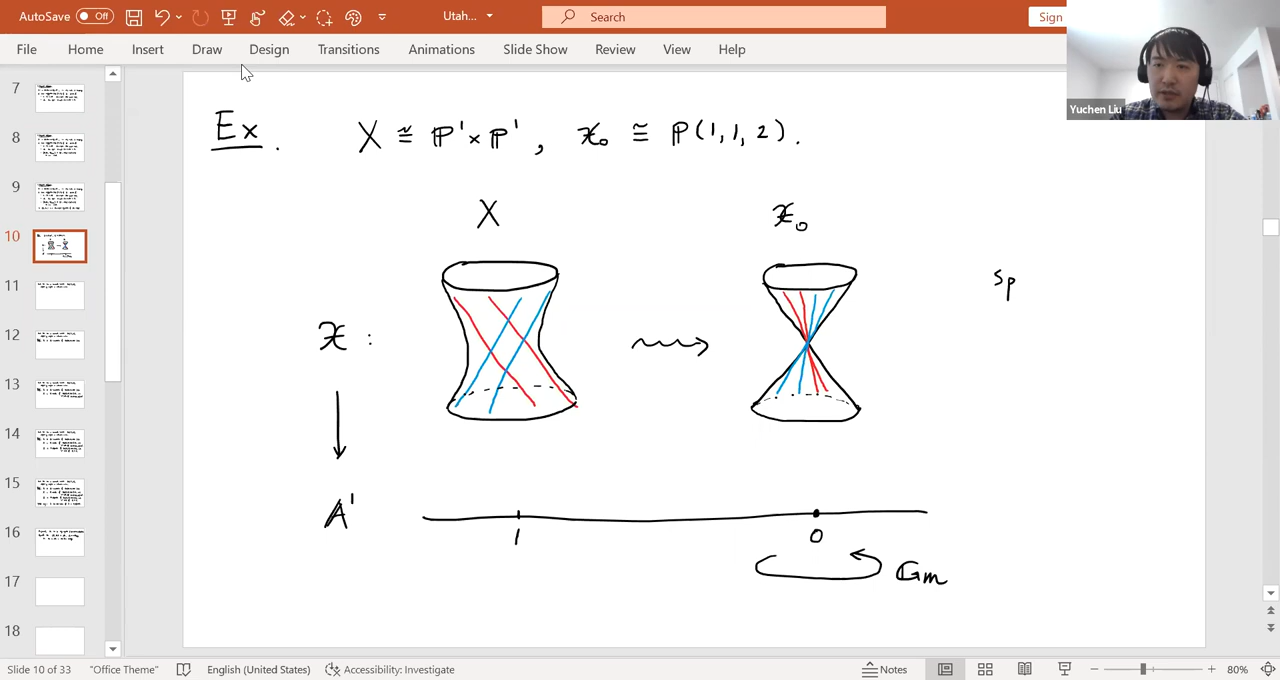 AutoSave Off Utah... Search Sign
File Home Insert Draw Design Transitions Animations Slide Show Review View Help
Yuchen Liu
7
8
9
10
11
12
13
14
15
16
17
18
Ex. X ≅ ℙ¹×ℙ¹, 𝒳₀ ≅ ℙ(1,1,2).
X 𝒳₀
Sp
𝒳 :
𝔸¹
1 0
𝔾m
Slide 10 of 33 "Office Theme" English (United States) Accessibility: Investigate Notes 80%